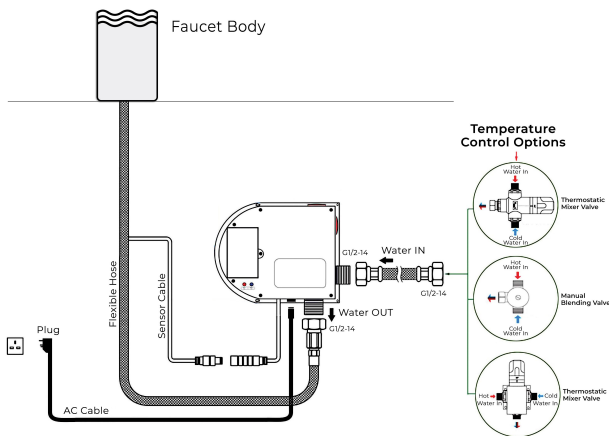 Faucet Body
Temperature
Control Options
Hot
Water In
Thermostatic
Mixer Valve
Cold
Water In
G1/2-14
Water IN
G1/2-14
Hot
Water In
Manual
Blending Valve
Cold
Water In
Flexible Hose
Sensor Cable
Water OUT
G1/2-14
Plug
AC Cable
Hot
Water In
Cold
Water In
Thermostatic
Mixer Valve